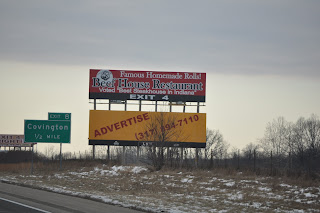 Famous Homemade Rolls!
Beef House Restaurant
Voted "Best Steakhouse in Indiana"
EXIT 4
ADVERTISE
(317) 894-7110
EXIT 8
Covington
1/2 MILE